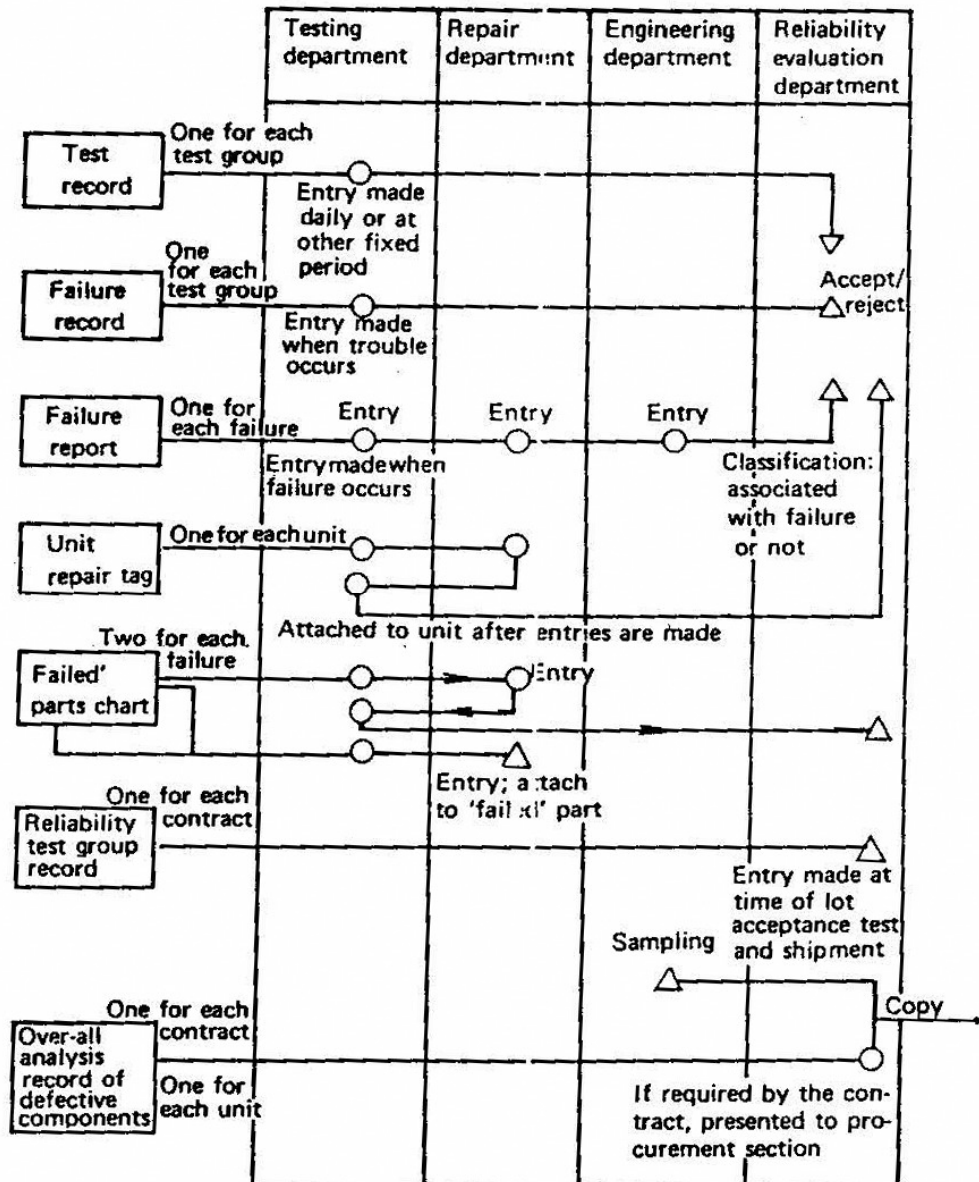 Testing
department
Repair
department
Engineering
department
Reliability
evaluation
department
Test
record
One for each
test group
Entry made
daily or at
other fixed
period
Failure
record
One
for each
test group
Entry made
when trouble
occurs
Accept/
reject
Failure
report
One for
each failure
Entry
Entry
Entry
Entry made when
failure occurs
Classification:
associated
with failure
or not
Unit
repair tag
One for each unit
Attached to unit after entries are made
Two for each
failure
Failed'
parts chart
Entry
Entry; attach
to 'failed' part
One for each
contract
Reliability
test group
record
Entry made at
time of lot
acceptance test
and shipment
Sampling
One for each
contract
Over-all
analysis
record of
defective
components
One for
each unit
Copy
If required by the con-
tract, presented to pro-
curement section